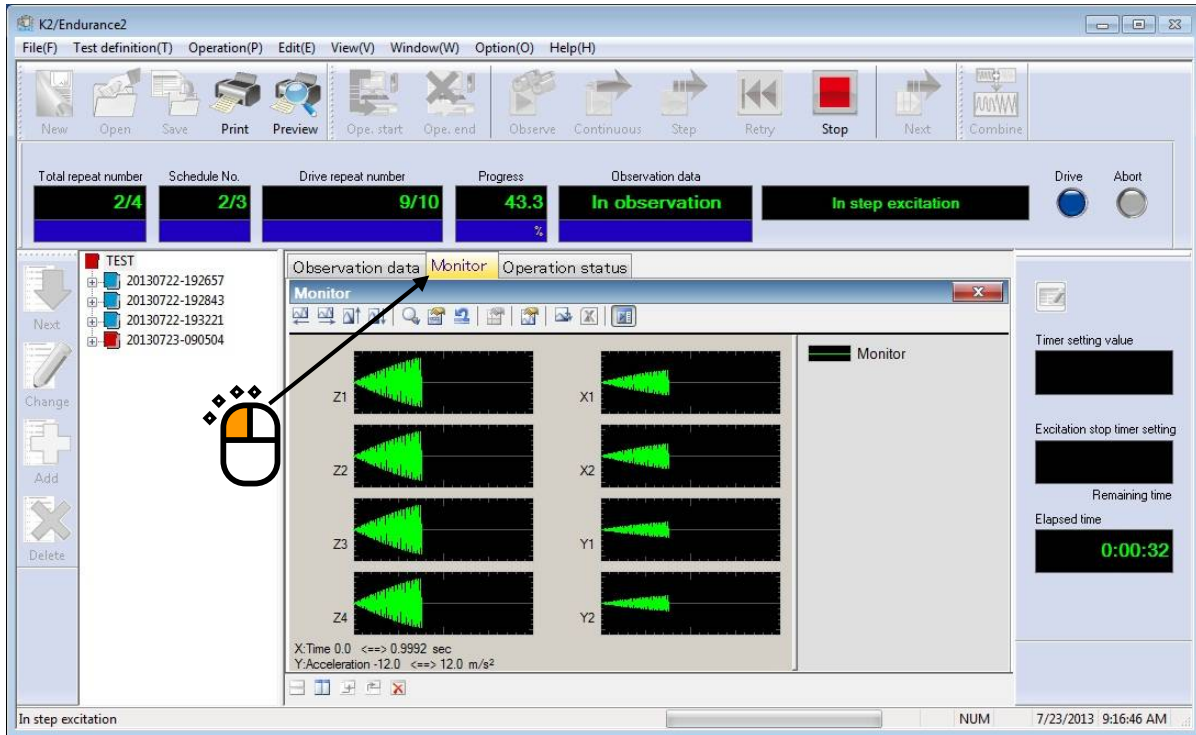 K2/Endurance2
File(F) Test definition(T) Operation(P) Edit(E) View(V) Window(W) Option(O) Help(H)
New Open Save Print Preview Ope. start Ope. end Observe Continuous Step Retry Stop Next Combine
Total repeat number Schedule No. Drive repeat number Progress Observation data Drive Abort
2/4 2/3 9/10 43.3 In observation In step excitation
%
TEST
20130722-192657
20130722-192843
20130722-193221
20130723-090504
Next
Change
Add
Delete
Observation data Monitor Operation status
Monitor
Z1 X1
Z2 X2
Z3 Y1
Z4 Y2
X:Time 0.0 <==> 0.9992 sec
Y:Acceleration -12.0 <==> 12.0 m/s²
Monitor
Timer setting value
Excitation stop timer setting
Remaining time
Elapsed time
0:00:32
In step excitation NUM 7/23/2013 9:16:46 AM